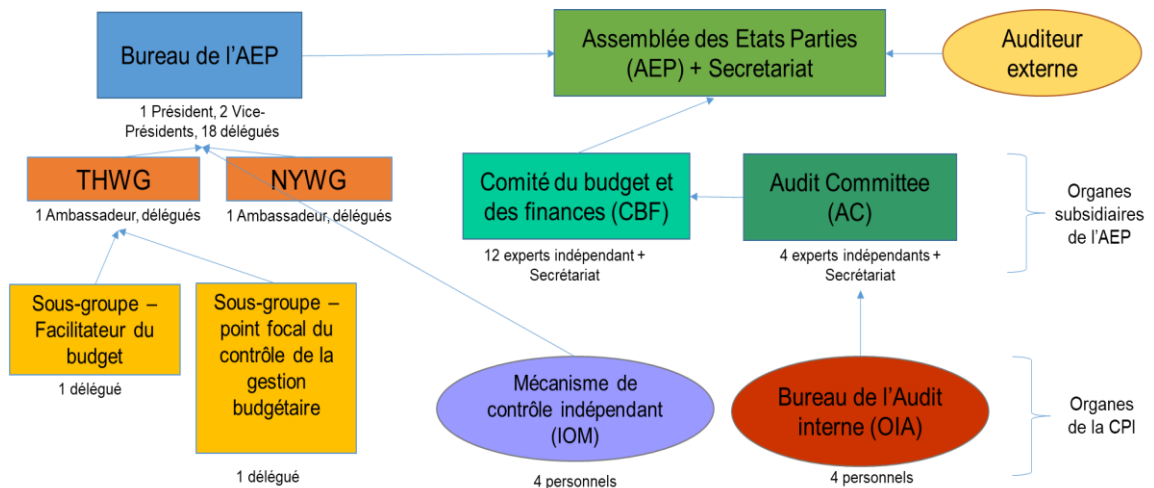 Bureau de l’AEP
Assemblée des Etats Parties
(AEP) + Secretariat
Auditeur
externe
1 Président, 2 Vice-
Présidents, 18 délégués
THWG
NYWG
1 Ambassadeur, délégués
1 Ambassadeur, délégués
Comité du budget et
des finances (CBF)
Audit Committee
(AC)
Organes
subsidiaires
de l’AEP
12 experts indépendant +
Secrétariat
4 experts indépendants +
Secrétariat
Sous-groupe –
Facilitateur du
budget
1 délégué
Sous-groupe –
point focal du
contrôle de la
gestion
budgétaire
1 délégué
Mécanisme de
contrôle indépendant
(IOM)
4 personnels
Bureau de l’Audit
interne (OIA)
4 personnels
Organes
de la CPI